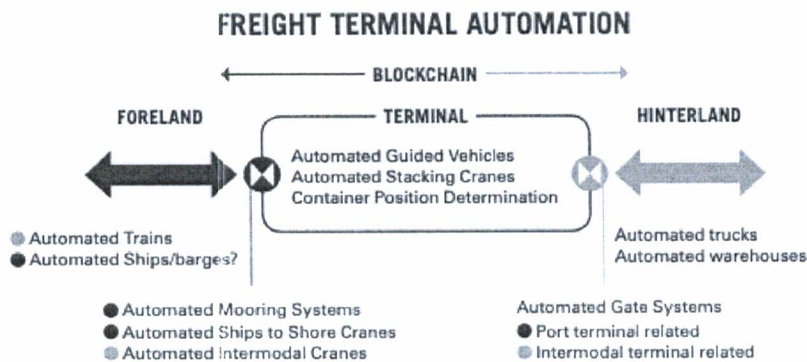 FREIGHT TERMINAL AUTOMATION
BLOCKCHAIN
FORELAND
TERMINAL
HINTERLAND
Automated Guided Vehicles
Automated Stacking Cranes
Container Position Determination
Automated Trains
Automated Ships/barges?
Automated trucks
Automated warehouses
Automated Mooring Systems
Automated Ships to Shore Cranes
Automated Intermodal Cranes
Automated Gate Systems
Port terminal related
Intermodal terminal related